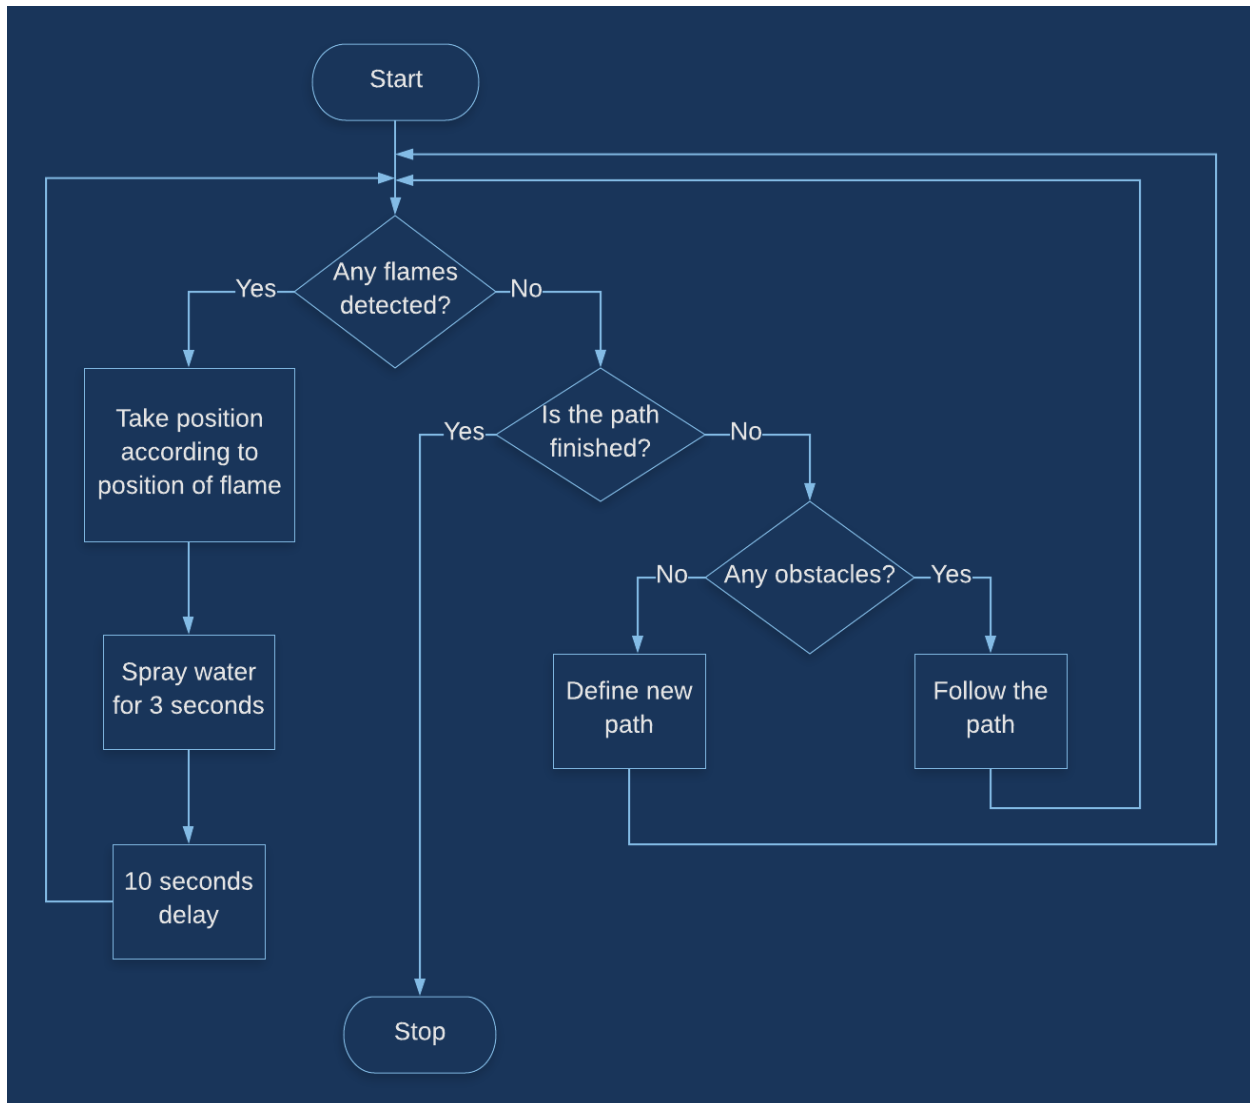 Start
Any flames
detected?
Yes
No
Take position
according to
position of flame
Is the path
finished?
Yes
No
Any obstacles?
No
Yes
Spray water
for 3 seconds
Define new
path
Follow the
path
10 seconds
delay
Stop